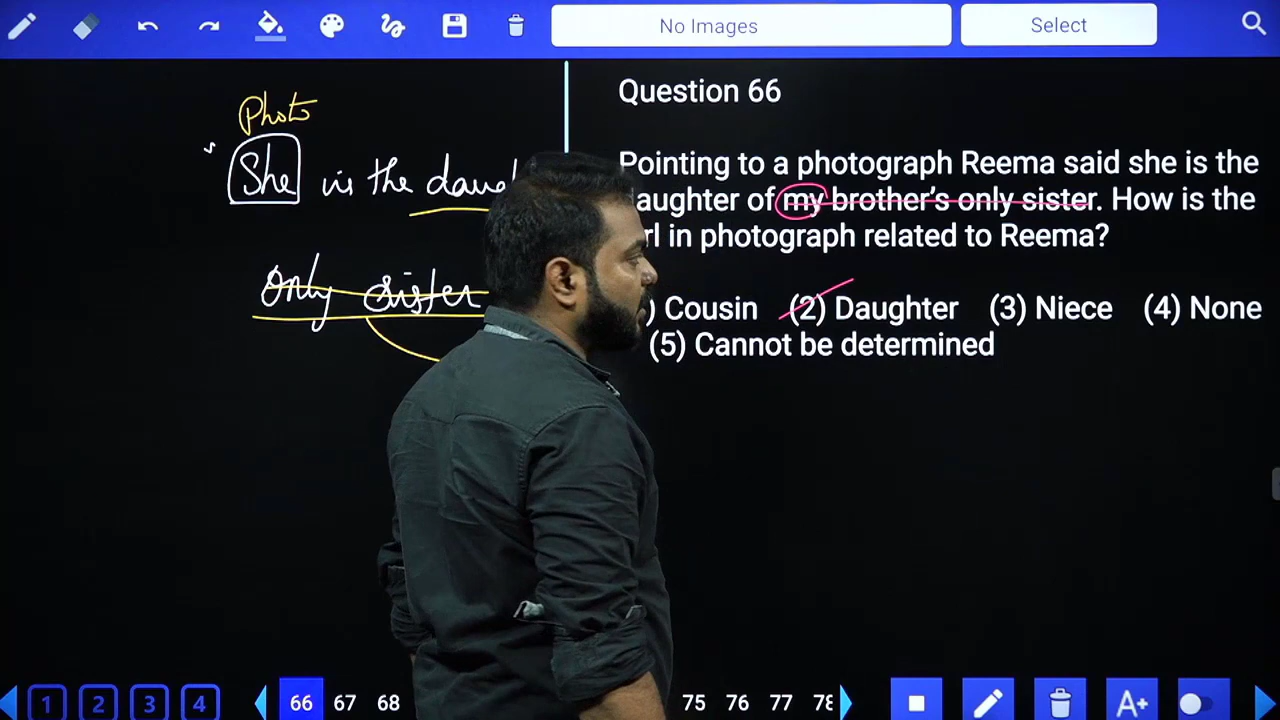 No Images
Select
Photo
She is the
Only sister
Question 66
Pointing to a photograph Reema said she is the
daughter of my brother's only sister. How is the
in photograph related to Reema?
Cousin (2) Daughter (3) Niece (4) None
(5) Cannot be determined
1 2 3 4 66 67 68 75 76 77 78 A+